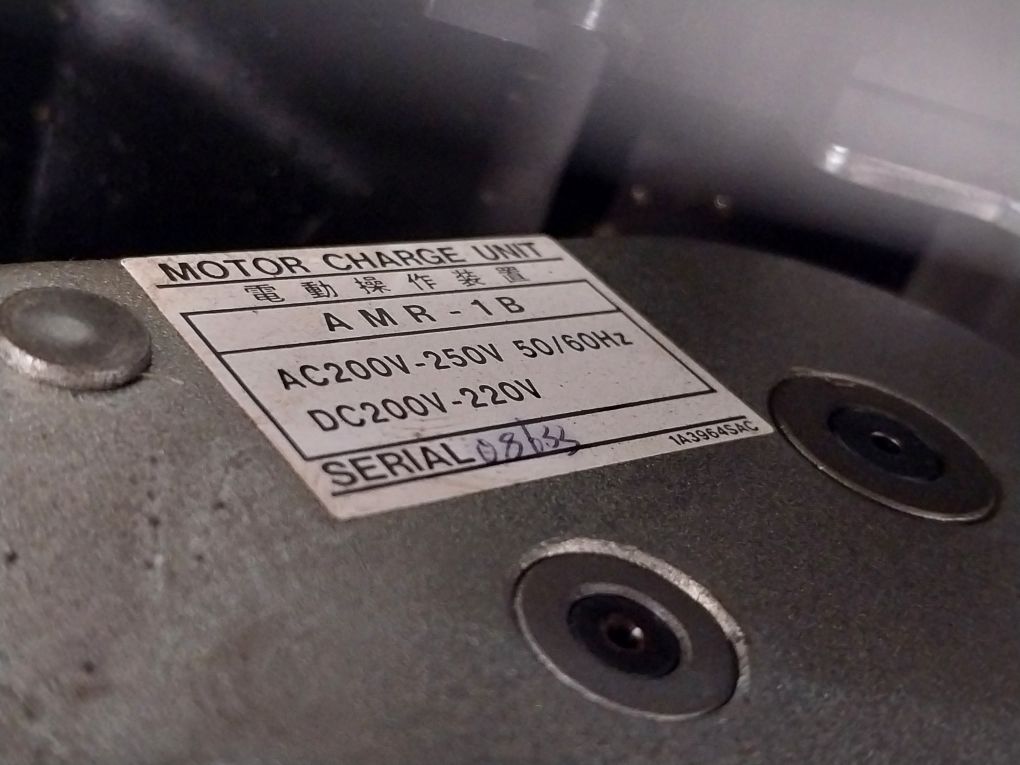 MOTOR CHARGE UNIT
電動操作装置
AMR-1B
AC200V-250V 50/60Hz
DC200V-220V
SERIAL
1A3964SAC